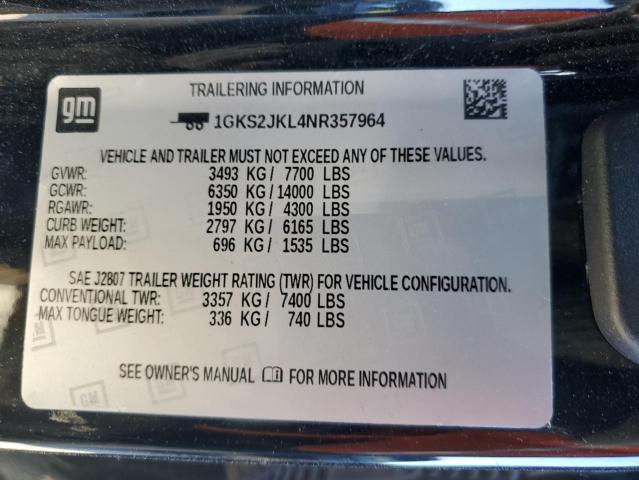 gm
TRAILERING INFORMATION
1GKS2JKL4NR357964
VEHICLE AND TRAILER MUST NOT EXCEED ANY OF THESE VALUES.
GVWR: 3493 KG/ 7700 LBS
GCWR: 6350 KG/ 14000 LBS
RGAWR: 1950 KG/ 4300 LBS
CURB WEIGHT: 2797 KG/ 6165 LBS
MAX PAYLOAD: 696 KG/ 1535 LBS
SAE J2807 TRAILER WEIGHT RATING (TWR) FOR VEHICLE CONFIGURATION.
CONVENTIONAL TWR: 3357 KG/ 7400 LBS
MAX TONGUE WEIGHT: 336 KG/ 740 LBS
SEE OWNER'S MANUAL FOR MORE INFORMATION